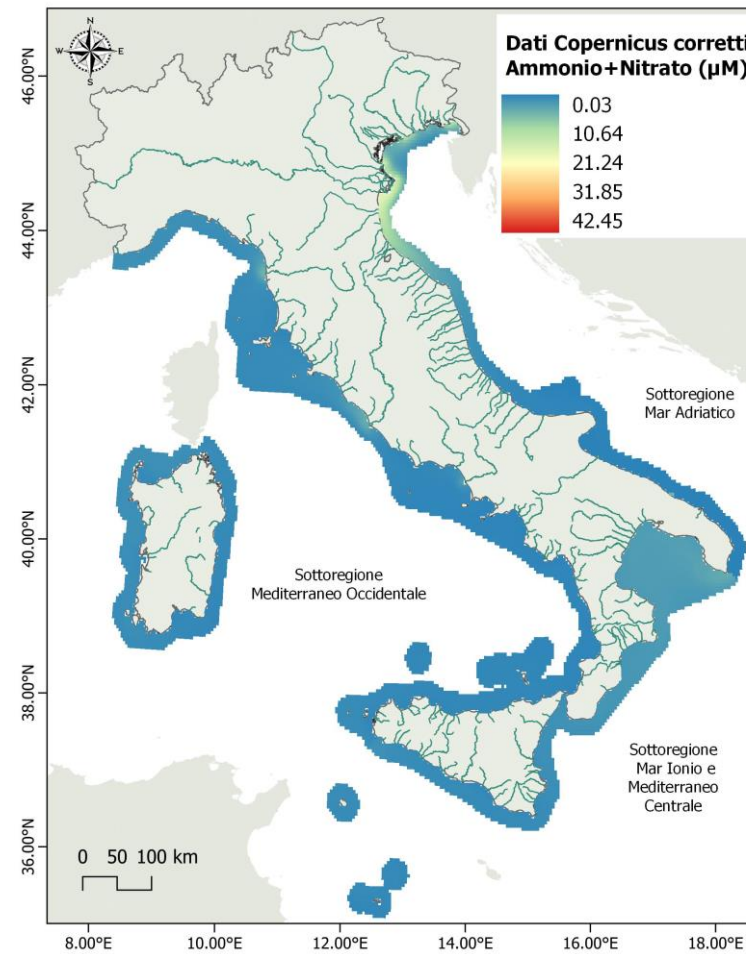 N
W E
S
Dati Copernicus corretti
Ammonio+Nitrato (µM)
0.03
10.64
21.24
31.85
42.45
46.00°N
44.00°N
42.00°N
40.00°N
38.00°N
36.00°N
Sottoregione
Mar Adriatico
Sottoregione
Mediterraneo Occidentale
Sottoregione
Mar Ionio e
Mediterraneo
Centrale
0 50 100 km
8.00°E 10.00°E 12.00°E 14.00°E 16.00°E 18.00°E